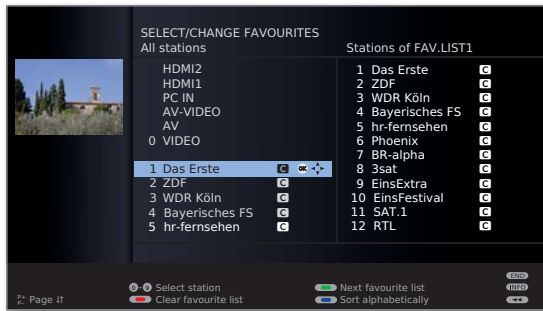 SELECT/CHANGE FAVOURITES
All stations
Stations of FAV.LIST1
HDMI2
HDMI1
PC IN
AV-VIDEO
AV
0 VIDEO
1 Das Erste C OK
2 ZDF C
3 WDR Köln C
4 Bayerisches FS C
5 hr-fernsehen C
1 Das Erste C
2 ZDF C
3 WDR Köln C
4 Bayerisches FS C
5 hr-fernsehen C
6 Phoenix C
7 BR-alpha C
8 3sat C
9 EinsExtra C
10 EinsFestival C
11 SAT.1 C
12 RTL C
P+ P- Page
0-9 Select station
Clear favourite list
Next favourite list
Sort alphabetically
END
INFO